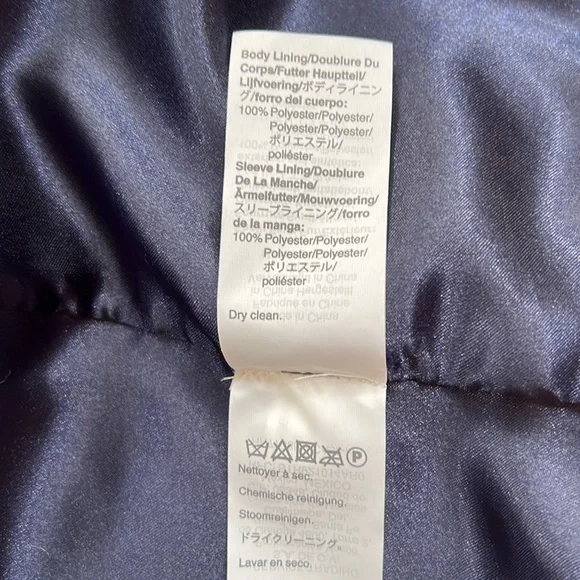 Body Lining/Doublure Du
Corps/Futter Hauptteil/
Lijfvoering/ボディライニン
グ/forro del cuerpo:
100% Polyester/Polyester/
Polyester/Polyester/
ポリエステル/
poliéster
Sleeve Lining/Doublure
De La Manche/
Ärmelfutter/Mouwvoering/
スリーブライニング/forro
de la manga:
100% Polyester/Polyester/
Polyester/Polyester/
ポリエステル/
poliéster
Dry clean.
P
Nettoyer à sec.
Chemische reinigung.
Stoomreinigen.
ドライクリーニング。
Lavar en seco.